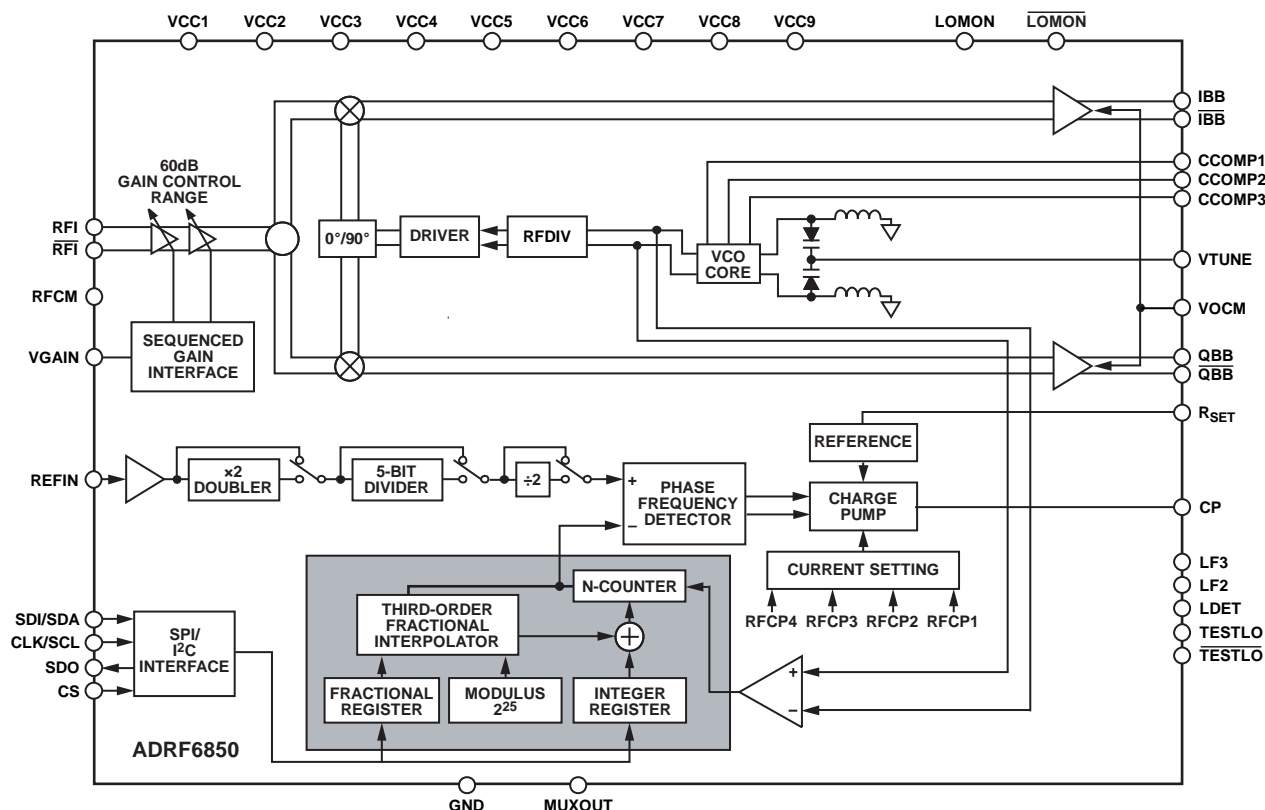 VCC1 VCC2 VCC3 VCC4 VCC5 VCC6 VCC7 VCC8 VCC9 LOMON LOMON
IBB
IBB
CCOMP1
CCOMP2
CCOMP3
60dB
GAIN CONTROL
RANGE
RFI
RFI
0°/90°
DRIVER
RFDIV
VCO
CORE
VTUNE
RFCM
VOCM
VGAIN
SEQUENCED
GAIN
INTERFACE
QBB
QBB
RSET
REFERENCE
REFIN
×2
DOUBLER
5-BIT
DIVIDER
÷2
+
–
PHASE
FREQUENCY
DETECTOR
CHARGE
PUMP
CP
CURRENT SETTING
RFCP4 RFCP3 RFCP2 RFCP1
LF3
LF2
LDET
TESTLO
TESTLO
N-COUNTER
THIRD-ORDER
FRACTIONAL
INTERPOLATOR
+
SDI/SDA
CLK/SCL
SDO
CS
SPI/
I2C
INTERFACE
FRACTIONAL
REGISTER
MODULUS
225
INTEGER
REGISTER
+
–
ADRF6850
GND MUXOUT